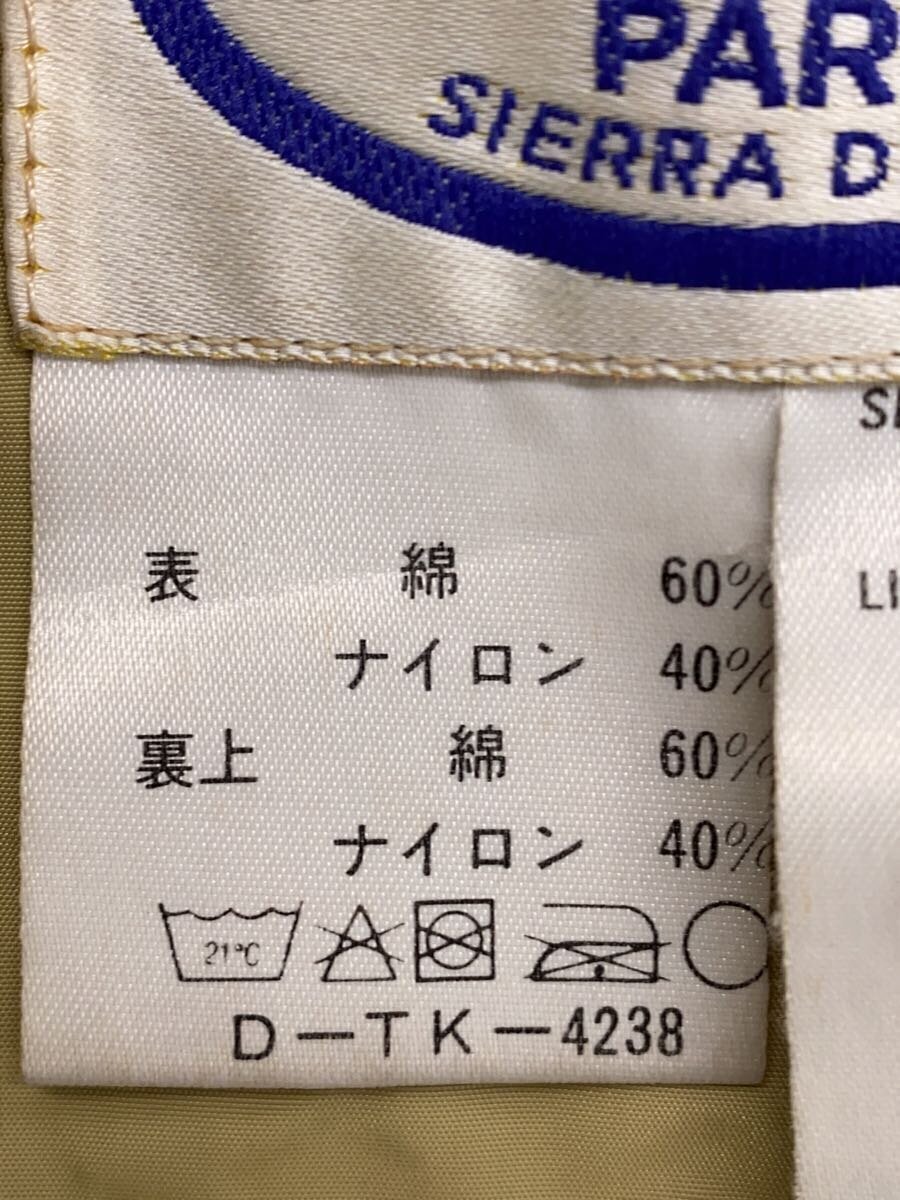 PAR
SIERRA D
表 綿 60%
ナイロン 40%
裏上 綿 60%
ナイロン 40%
21℃
D-TK-4238
LI